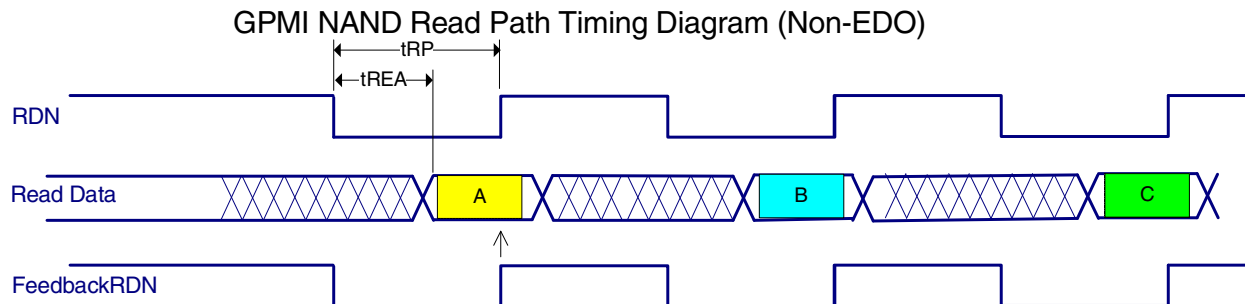 GPMI NAND Read Path Timing Diagram (Non-EDO)
tRP
tREA
RDN
Read Data
A
B
C
FeedbackRDN